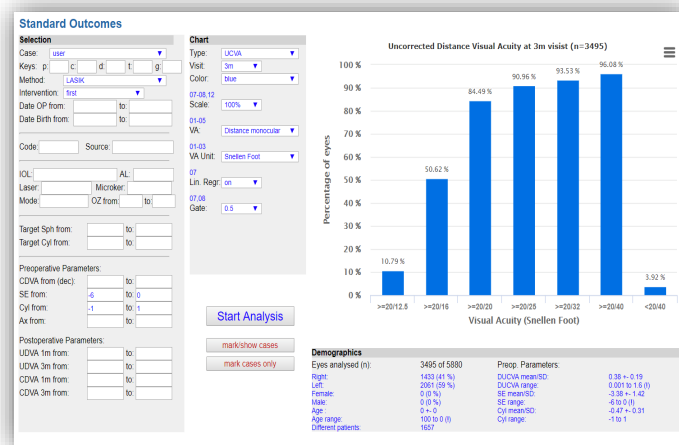 Standard Outcomes
Selection
Case: user
Keys: p: c: d: t: g:
Method: LASIK
Intervention: first
Date OP from: to:
Date Birth from: to:
Code: Source:
IOL: AL:
Laser: Microker:
Mode: OZ from: to:
Target Sph from: to:
Target Cyl from: to:
Preoperative Parameters:
CDVA from (dec): to:
SE from: -6 to: 0
Cyl from: -1 to: 1
Ax from: to:
Postoperative Parameters:
UDVA 1m from: to:
UDVA 3m from: to:
CDVA 1m from: to:
CDVA 3m from: to:
Chart
Type: UCVA
Visit: 3m
Color: blue
07-08,12
Scale: 100%
01-05
VA: Distance monocular
01-03
VA Unit: Snellen Foot
07
Lin. Regr: on
07,08
Gate: 0.5
Start Analysis
mark/show cases
mark cases only
Uncorrected Distance Visual Acuity at 3m visist (n=3495)
Percentage of eyes
100 %
90 %
80 %
70 %
60 %
50 %
40 %
30 %
20 %
10 %
0 %
10.79 %
50.62 %
84.49 %
90.96 %
93.53 %
96.08 %
3.92 %
>=20/12.5
>=20/16
>=20/20
>=20/25
>=20/32
>=20/40
<20/40
Visual Acuity (Snellen Foot)
Demographics
Eyes analysed (n): 3495 of 5880 Preop. Parameters:
Right: 1433 (41 %) DUCVA mean/SD: 0.38 +- 0.19
Left: 2061 (59 %) DUCVA range: 0.001 to 1.6 (!)
Female: 0 (0 %) SE mean/SD: -3.38 +- 1.42
Male: 0 (0 %) SE range: -6 to 0 (!)
Age : 0 +- 0 Cyl mean/SD: -0.47 +- 0.31
Age range: 100 to 0 (!) Cyl range: -1 to 1
Different patients: 1657